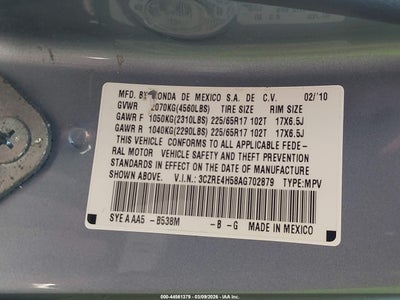 MFD. BY HONDA DE MEXICO S.A. DE C.V. 02/'10
GVWR 2070KG(4560LBS) TIRE SIZE RIM SIZE
GAWR F 1050KG(2310LBS) 225/65R17 102T 17X6.5J
GAWR R 1040KG(2290LBS) 225/65R17 102T 17X6.5J
THIS VEHICLE CONFORMS TO ALL APPLICABLE FEDE-
RAL MOTOR VEHICLE SAFETY AND THEFT PREVENTION
STANDARDS IN EFFECT ON THE DATE OF MANUFACTURE
SHOWN ABOVE. V.I.N.: 3CZRE4H58AG702879 TYPE:MPV
SYE A AA5 -B538M -B -G MADE IN MEXICO
000-44561379 - 03/09/2026 - IAA Inc.